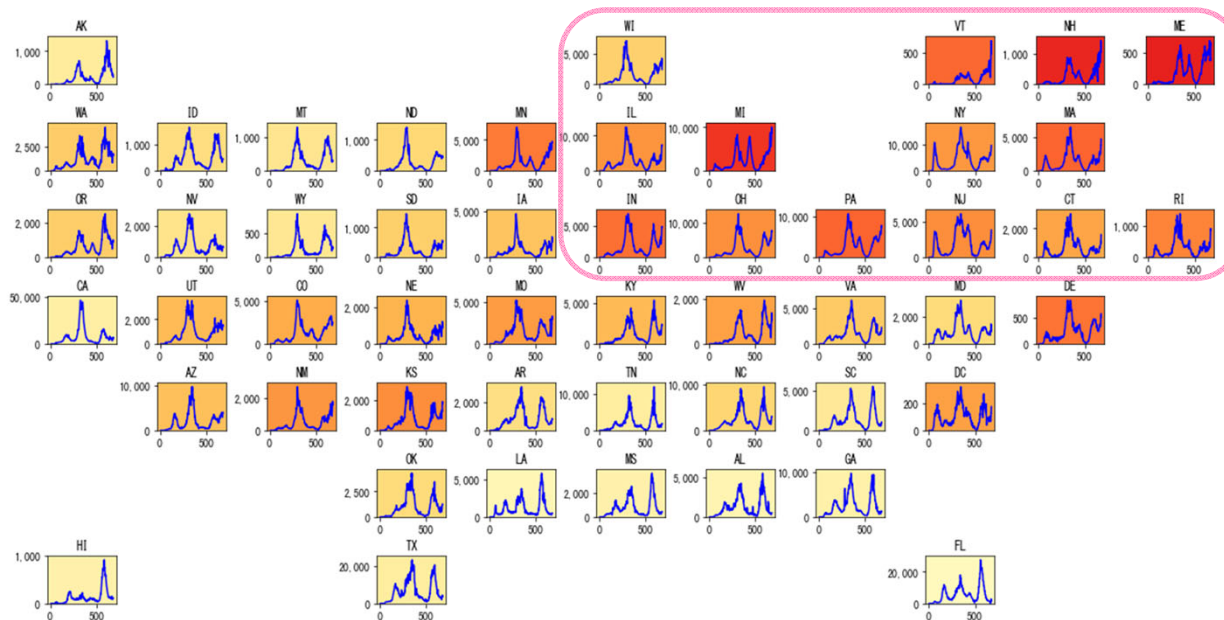 AK WI VT NH ME
1,000 5,000 500 1,000 500
0 0 0 0 0
0 500 0 500 0 500 0 500 0 500
WA ID MT ND MN IL MI NY MA
2,500 1,000 1,000 1,000 5,000 10,000 10,000 10,000 5,000
0 0 0 0 0 0 0 0 0
0 500 0 500 0 500 0 500 0 500 0 500 0 500 0 500 0 500
OR NV WY SD IA IN OH PA NJ CT RI
2,000 2,000 500 1,000 5,000 5,000 10,000 10,000 5,000 2,000 1,000
0 0 0 0 0 0 0 0 0 0 0
0 500 0 500 0 500 0 500 0 500 0 500 0 500 0 500 0 500 0 500 0 500
CA UT CO NE MO KY WV VA MD DE
50,000 2,000 5,000 2,000 5,000 5,000 2,000 5,000 2,000 500
0 0 0 0 0 0 0 0 0 0
0 500 0 500 0 500 0 500 0 500 0 500 0 500 0 500 0 500 0 500
AZ NM KS AR TN NC SC DC
10,000 2,000 2,000 2,000 10,000 10,000 5,000 200
0 0 0 0 0 0 0 0
0 500 0 500 0 500 0 500 0 500 0 500 0 500 0 500
OK LA MS AL GA
2,500 5,000 2,000 5,000 10,000
0 0 0 0 0
0 500 0 500 0 500 0 500 0 500
HI TX FL
1,000 20,000 20,000
0 0 0
0 500 0 500 0 500